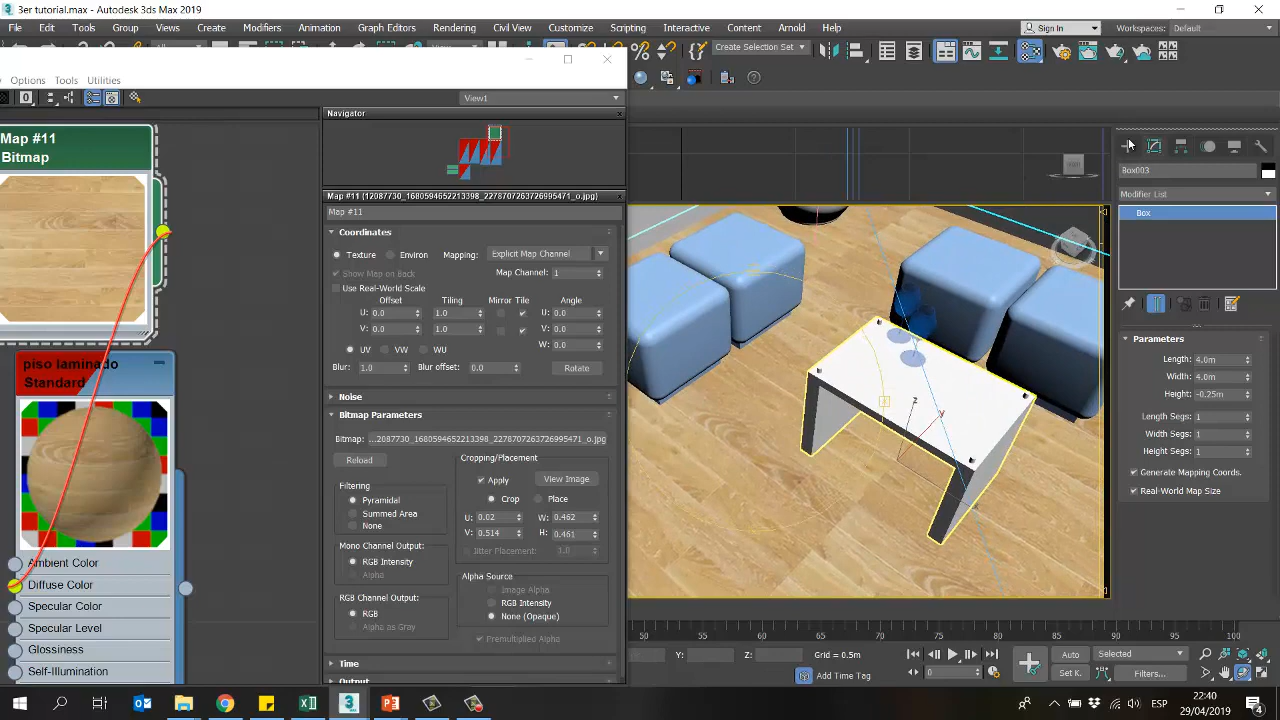 3er tutorial.max - Autodesk 3ds Max 2019
File Edit Tools Group Views Create Modifiers Animation Graph Editors Rendering Civil View Customize Scripting Interactive Content Arnold Help Sign In Workspaces: Default
Create Selection Set
Options Tools Utilities
View1
Navigator
Map #11
Bitmap
Map #11 (12087730_1680594652213398_2278707263726995471_o.jpg)
Map #11
Coordinates
Texture Environ Mapping: Explicit Map Channel
Show Map on Back Map Channel: 1
Use Real-World Scale
Offset Tiling Mirror Tile Angle
U: 0.0 1.0 U: 0.0
V: 0.0 1.0 V: 0.0
W: 0.0
UV VW WU
Blur: 1.0 Blur offset: 0.0 Rotate
Noise
Bitmap Parameters
Bitmap: ...2087730_1680594652213398_2278707263726995471_o.jpg
Reload
Cropping/Placement
Apply View Image
Crop Place
U: 0.02 W: 0.462
V: 0.514 H: 0.461
Jitter Placement: 1.0
Filtering
Pyramidal
Summed Area
None
Mono Channel Output:
RGB Intensity
Alpha
RGB Channel Output:
RGB
Alpha as Gray
Alpha Source
Image Alpha
RGB Intensity
None (Opaque)
Premultiplied Alpha
Time
Output
piso laminado
Standard
Ambient Color
Diffuse Color
Specular Color
Specular Level
Glossiness
Self-Illumination
z
y
Box003
Modifier List
Box
Parameters
Length: 4.0m
Width: 4.0m
Height: -0.25m
Length Segs: 1
Width Segs: 1
Height Segs: 1
Generate Mapping Coords.
Real-World Map Size
50 55 60 65 70 75 80 85 90 95 100
Y: Z: Grid = 0.5m
Add Time Tag
0
Auto Selected
Set K. Filters...
ESP
22:40
29/04/2019
4